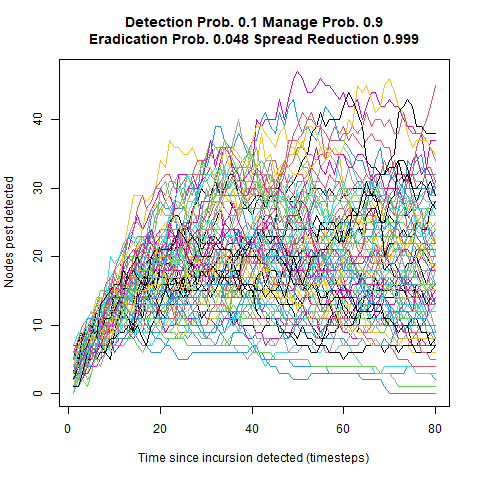 Detection Prob. 0.1 Manage Prob. 0.9
Eradication Prob. 0.048 Spread Reduction 0.999
Nodes pest detected
40
30
20
10
0
0 20 40 60 80
Time since incursion detected (timesteps)